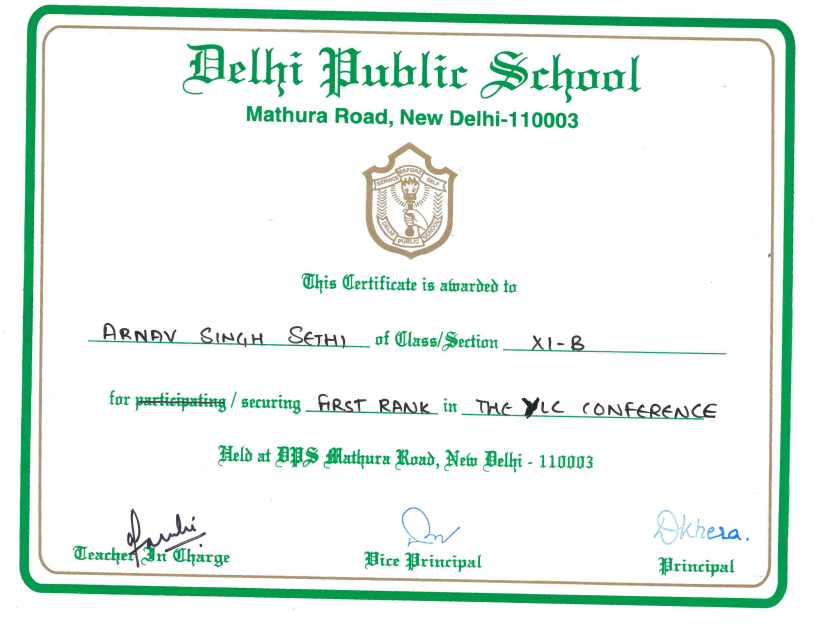 Delhi Public School
Mathura Road, New Delhi-110003
SERVICE BEFORE SELF
DELHI PUBLIC SCHOOL
This Certificate is awarded to
ARNAV SINGH SETHI of Class/Section XI-B
for participating / securing FIRST RANK in THE YLC CONFERENCE
Held at DPS Mathura Road, New Delhi - 110003
Dkhera.
Teacher In Charge Vice Principal Principal